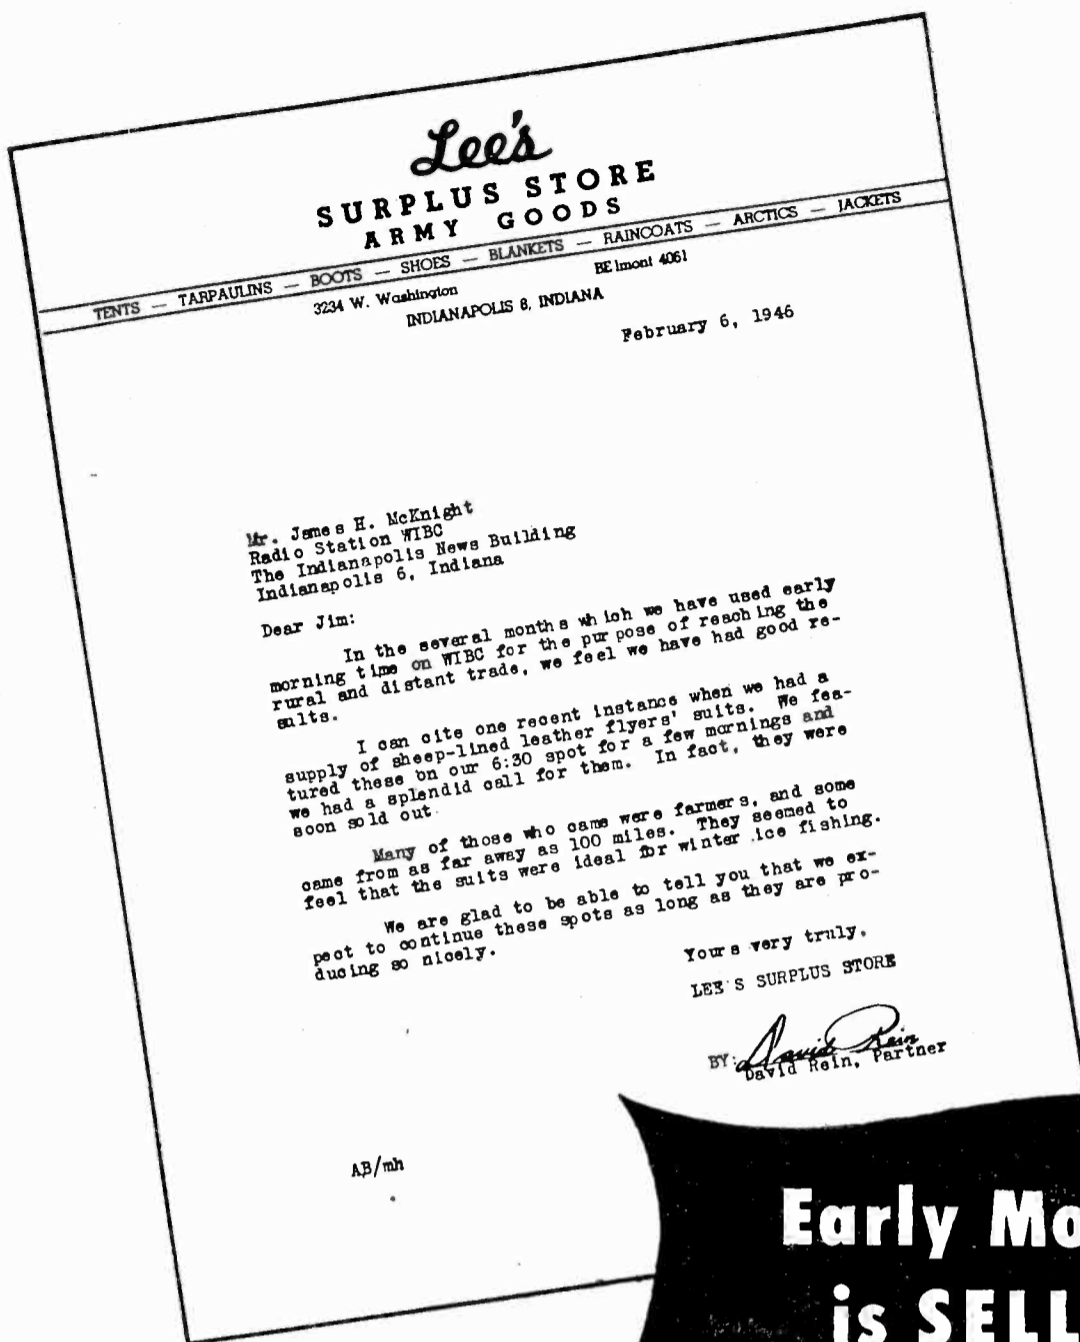 Lee's
SURPLUS STORE
ARMY GOODS
TENTS — TARPAULINS — BOOTS — SHOES — BLANKETS — RAINCOATS — ARCTICS — JACKETS
3234 W. Washington BElmont 4061
INDIANAPOLIS 8, INDIANA
February 6, 1946
Mr. James H. McKnight
Radio Station WIBC
The Indianapolis News Building
Indianapolis 6, Indiana
Dear Jim:
In the several months which we have used early
morning time on WIBC for the purpose of reaching the
rural and distant trade, we feel we have had good re-
sults.
I can cite one recent instance when we had a
supply of sheep-lined leather flyers' suits. We fea-
tured these on our 6:30 spot for a few mornings and
we had a splendid call for them. In fact, they were
soon sold out.
Many of those who came were farmers, and some
came from as far away as 100 miles. They seemed to
feel that the suits were ideal for winter ice fishing.
We are glad to be able to tell you that we ex-
pect to continue these spots as long as they are pro-
ducing so nicely.
Yours very truly,
LEE'S SURPLUS STORE
BY: David Rein
David Rein, Partner
AB/mh
Early Mo
is SELL